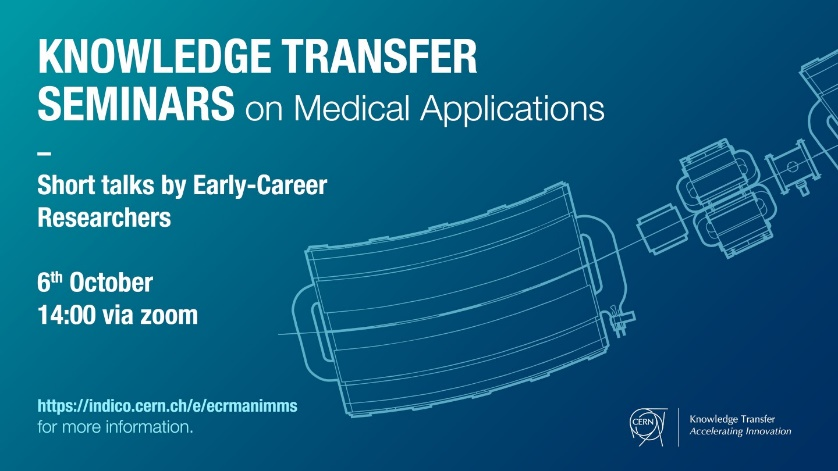 KNOWLEDGE TRANSFER
SEMINARS on Medical Applications
Short talks by Early-Career
Researchers
6th October
14:00 via zoom
https://indico.cern.ch/e/ecrmanimms
for more information.
CERN
Knowledge Transfer
Accelerating Innovation